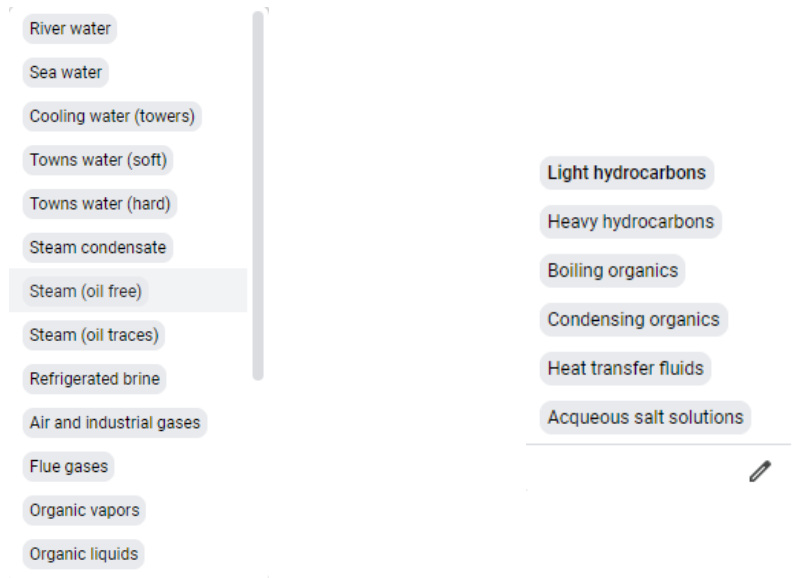 River water
Sea water
Cooling water (towers)
Towns water (soft)
Towns water (hard)
Steam condensate
Steam (oil free)
Steam (oil traces)
Refrigerated brine
Air and industrial gases
Flue gases
Organic vapors
Organic liquids
Light hydrocarbons
Heavy hydrocarbons
Boiling organics
Condensing organics
Heat transfer fluids
Acqueous salt solutions